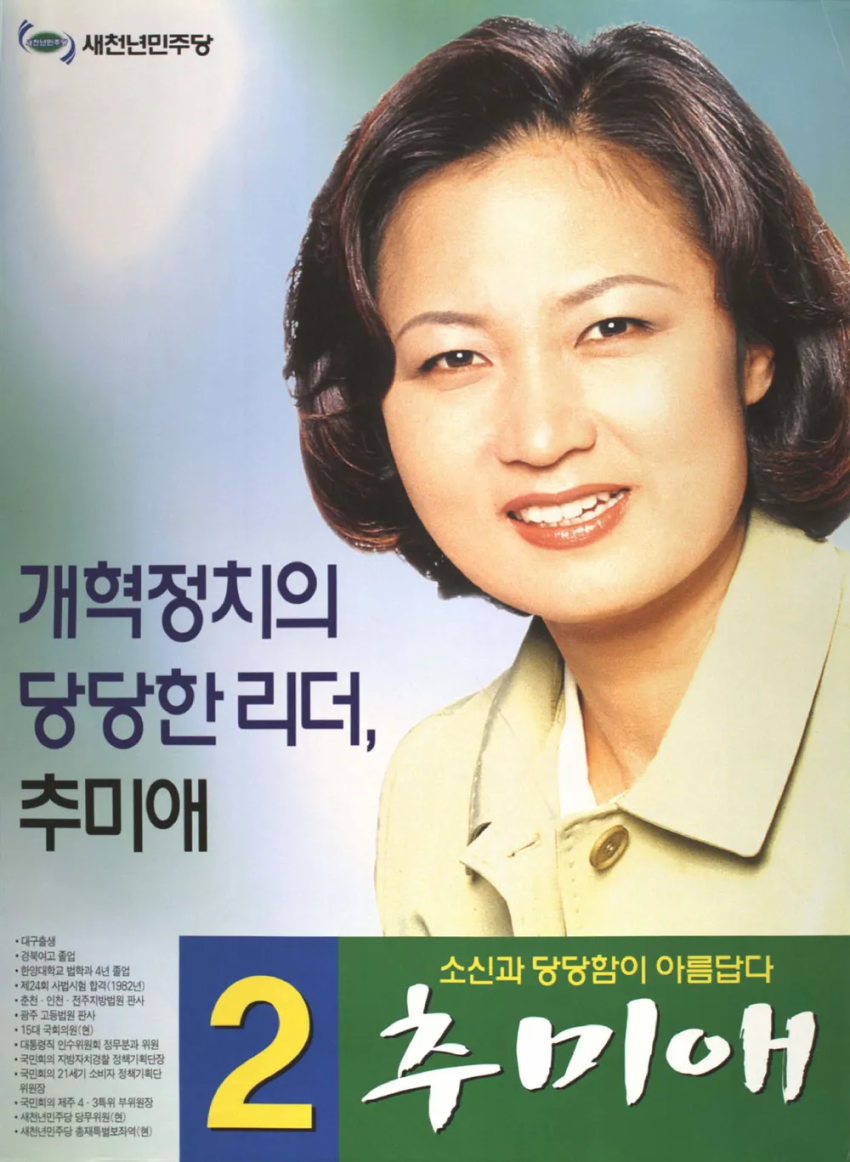 새천년민주당
새천년민주당
개혁정치의
당당한 리더,
추미애
• 대구출생
• 경북여고 졸업
• 한양대학교 법학과 4년 졸업
• 제24회 사법시험 합격(1982년)
• 춘천 · 인천 · 전주지방법원 판사
• 광주 고등법원 판사
• 15대 국회의원(현)
• 대통령직 인수위원회 정무분과 위원
• 국민회의 지방자치경찰 정책기획단장
• 국민회의 21세기 소비자 정책기획단
위원장
• 국민회의 제주 4 · 3특위 부위원장
• 새천년민주당 당무위원(현)
• 새천년민주당 총재특별보좌역(현)
2
소신과 당당함이 아름답다
추미애